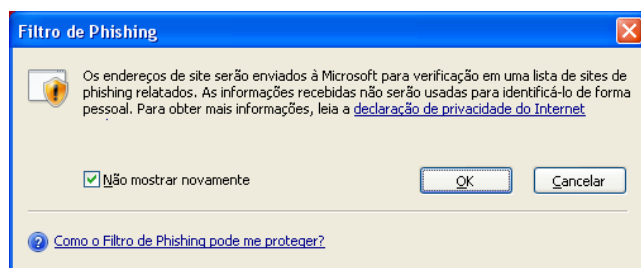 Filtro de Phishing
Os endereços de site serão enviados à Microsoft para verificação em uma lista de sites de
phishing relatados. As informações recebidas não serão usadas para identificá-lo de forma
pessoal. Para obter mais informações, leia a declaração de privacidade do Internet
Não mostrar novamente
OK
Cancelar
Como o Filtro de Phishing pode me proteger?